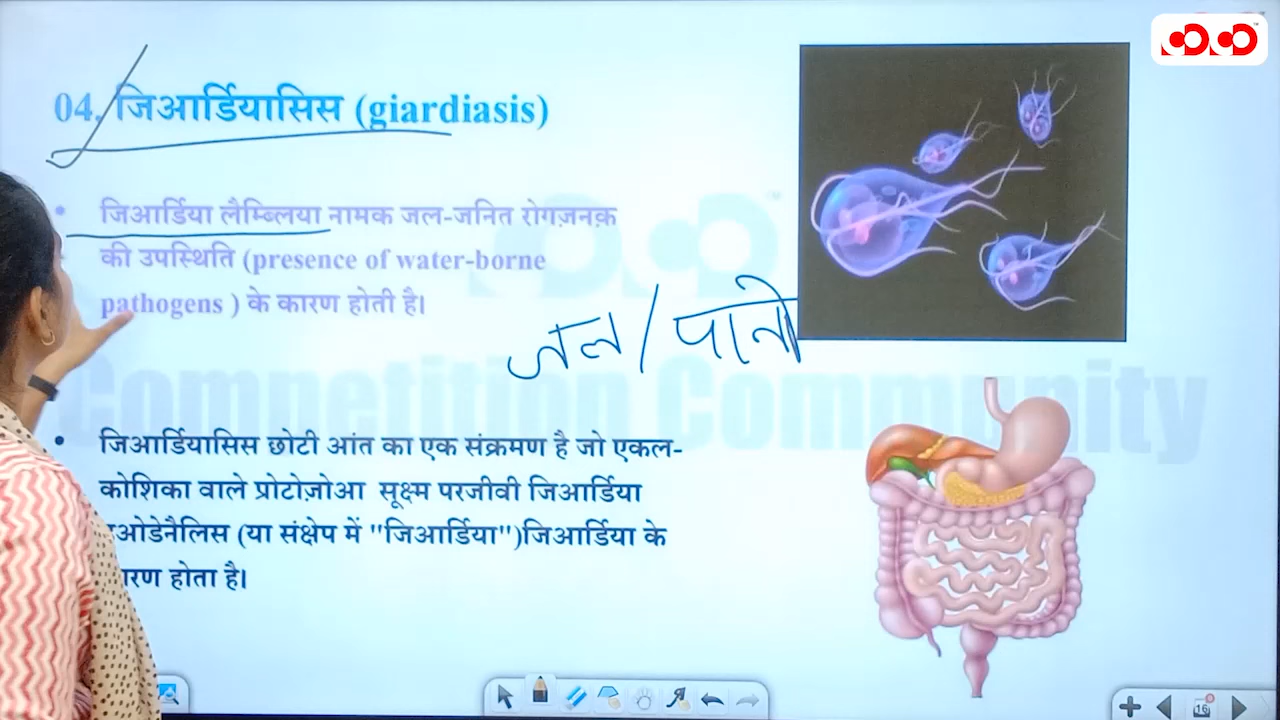 04. जिआर्डियासिस (giardiasis)
• जिआर्डिया लैम्ब्लिया नामक जल-जनित रोगज़नक़
की उपस्थिति (presence of water-borne
pathogens ) के कारण होती है।
जल/पानी
Competition Community
• जिआर्डियासिस छोटी आंत का एक संक्रमण है जो एकल-
कोशिका वाले प्रोटोज़ोआ सूक्ष्म परजीवी जिआर्डिया
ओडेनैलिस (या संक्षेप में "जिआर्डिया")जिआर्डिया के
ारण होता है।
16